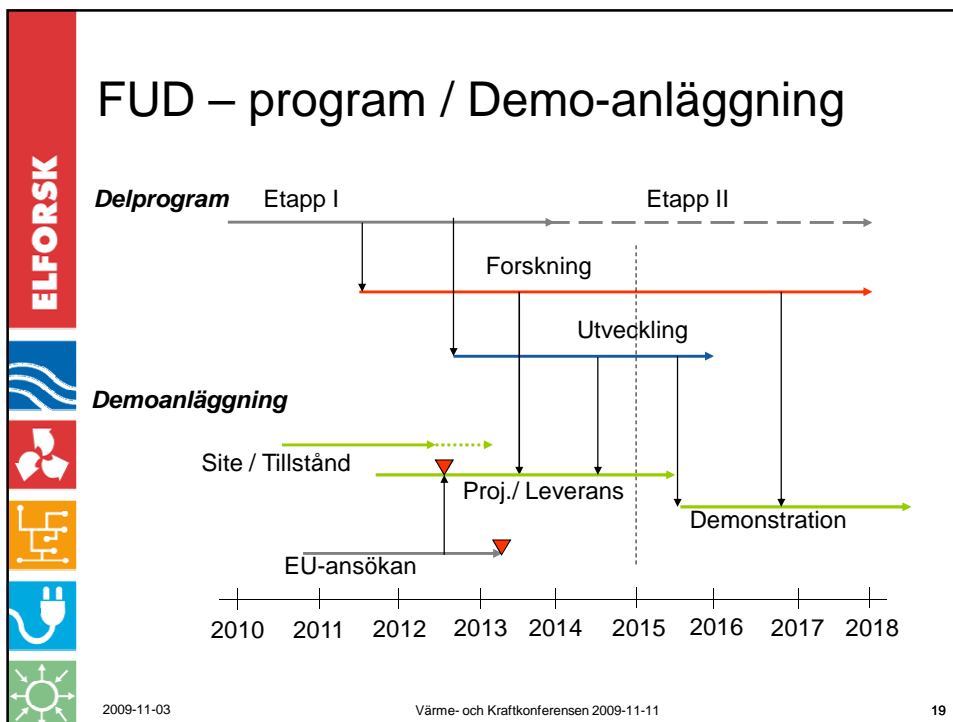 ELFORSK
FUD – program / Demo-anläggning
Delprogram Etapp I Etapp II
Forskning
Utveckling
Demoanläggning
Site / Tillstånd
Proj./ Leverans
Demonstration
EU-ansökan
2010 2011 2012 2013 2014 2015 2016 2017 2018
2009-11-03 Värme- och Kraftkonferensen 2009-11-11 19